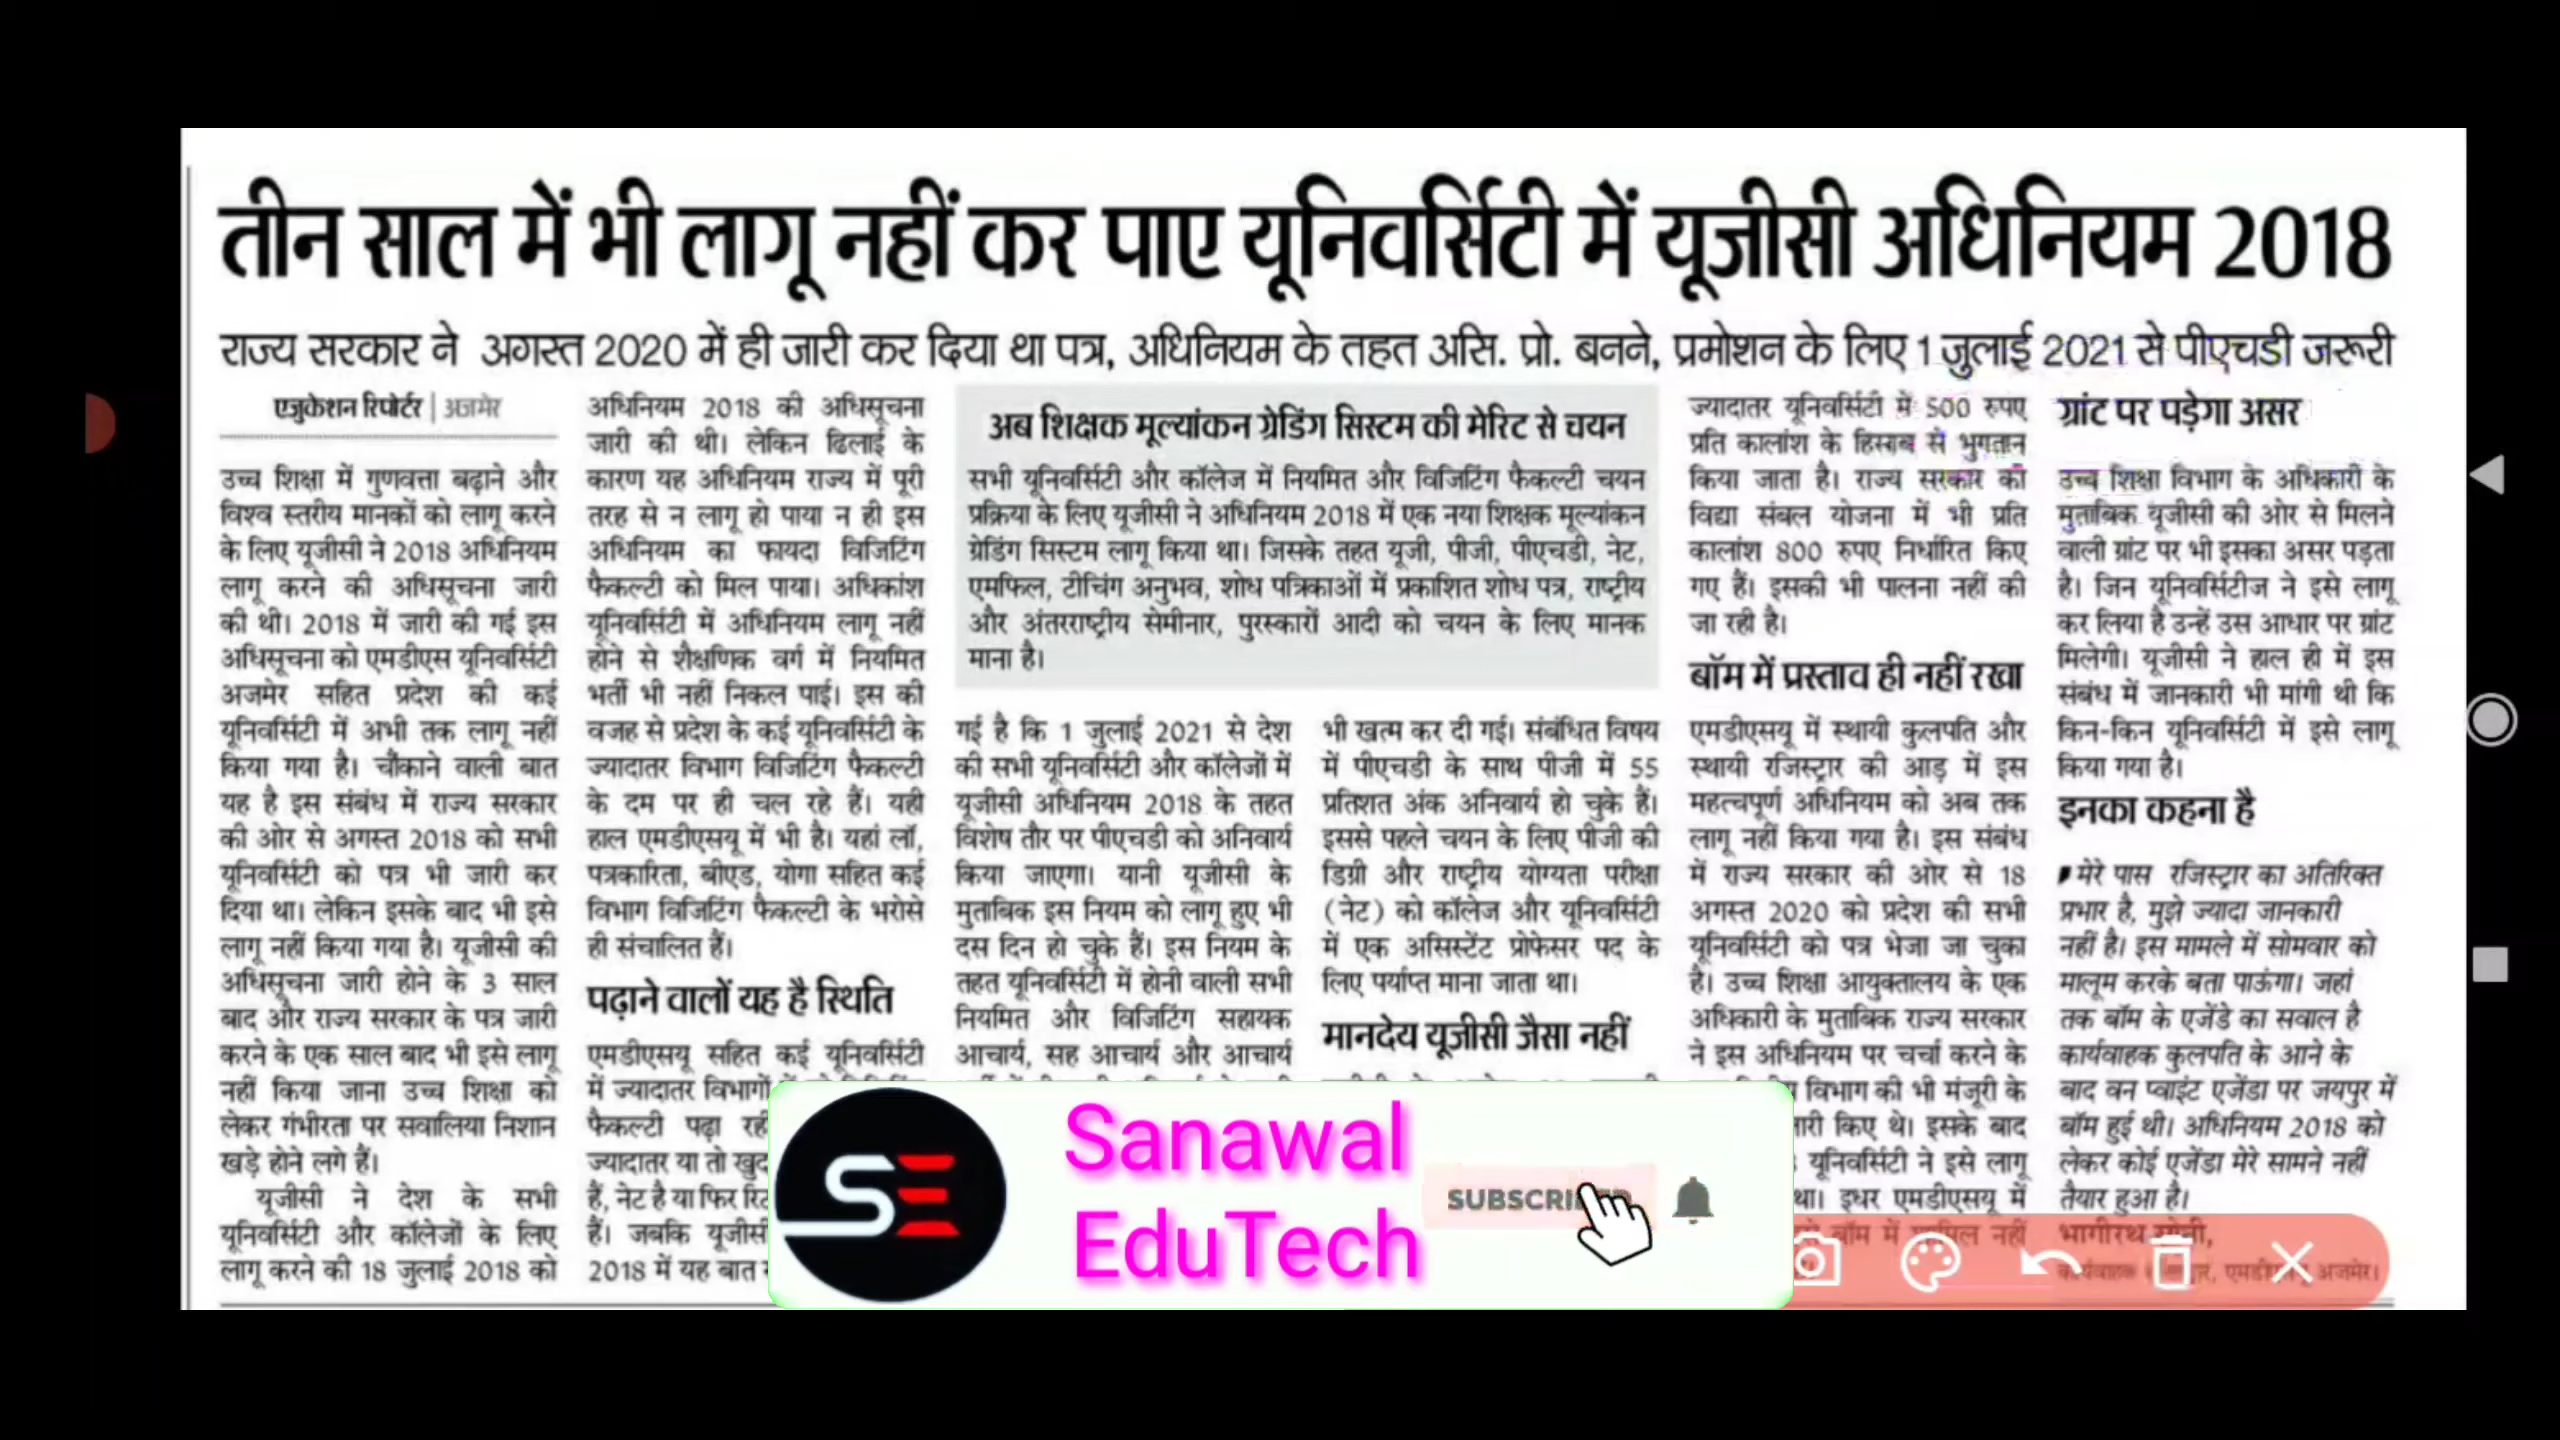 तीन साल में भी लागू नहीं कर पाए यूनिवर्सिटी में यूजीसी अधिनियम 2018
राज्य सरकार ने अगस्त 2020 में ही जारी कर दिया था पत्र, अधिनियम के तहत असि. प्रो. बनने, प्रमोशन के लिए 1 जुलाई 2021 से पीएचडी जरूरी
एजुकेशन रिपोर्टर | अजमेर
उच्च शिक्षा में गुणवत्ता बढ़ाने और
विश्व स्तरीय मानकों को लागू करने
के लिए यूजीसी ने 2018 अधिनियम
लागू करने की अधिसूचना जारी
की थी। 2018 में जारी की गई इस
अधिसूचना को एमडीएस यूनिवर्सिटी
अजमेर सहित प्रदेश की कई
यूनिवर्सिटी में अभी तक लागू नहीं
किया गया है। चौंकाने वाली बात
यह है इस संबंध में राज्य सरकार
की ओर से अगस्त 2018 को सभी
यूनिवर्सिटी को पत्र भी जारी कर
दिया था। लेकिन इसके बाद भी इसे
लागू नहीं किया गया है। यूजीसी की
अधिसूचना जारी होने के 3 साल
बाद और राज्य सरकार के पत्र जारी
करने के एक साल बाद भी इसे लागू
नहीं किया जाना उच्च शिक्षा को
लेकर गंभीरता पर सवालिया निशान
खड़े होने लगे हैं।
यूजीसी ने देश के सभी
यूनिवर्सिटी और कॉलेजों के लिए
लागू करने की 18 जुलाई 2018 को
अधिनियम 2018 की अधिसूचना
जारी की थी। लेकिन ढिलाई के
कारण यह अधिनियम राज्य में पूरी
तरह से न लागू हो पाया न ही इस
अधिनियम का फायदा विजिटिंग
फैकल्टी को मिल पाया। अधिकांश
यूनिवर्सिटी में अधिनियम लागू नहीं
होने से शैक्षणिक वर्ग में नियमित
भर्ती भी नहीं निकल पाई। इस की
वजह से प्रदेश के कई यूनिवर्सिटी के
ज्यादातर विभाग विजिटिंग फैकल्टी
के दम पर ही चल रहे हैं। यही
हाल एमडीएसयू में भी है। यहां लॉ,
पत्रकारिता, बीएड, योगा सहित कई
विभाग विजिटिंग फैकल्टी के भरोसे
ही संचालित हैं।
पढ़ाने वालों यह है स्थिति
एमडीएसयू सहित कई यूनिवर्सिटी
में ज्यादातर विभागों
फैकल्टी पढ़ा
ज्यादातर या तो खुद
हैं, नेट है या फिर
हैं। जबकि यूजीसी
2018 में यह बात
अब शिक्षक मूल्यांकन ग्रेडिंग सिस्टम की मेरिट से चयन
सभी यूनिवर्सिटी और कॉलेज में नियमित और विजिटिंग फैकल्टी चयन
प्रक्रिया के लिए यूजीसी ने अधिनियम 2018 में एक नया शिक्षक मूल्यांकन
ग्रेडिंग सिस्टम लागू किया था। जिसके तहत यूजी, पीजी, पीएचडी, नेट,
एमफिल, टीचिंग अनुभव, शोध पत्रिकाओं में प्रकाशित शोध पत्र, राष्ट्रीय
और अंतरराष्ट्रीय सेमीनार, पुरस्कारों आदी को चयन के लिए मानक
माना है।
गई है कि 1 जुलाई 2021 से देश
की सभी यूनिवर्सिटी और कॉलेजों में
यूजीसी अधिनियम 2018 के तहत
विशेष तौर पर पीएचडी को अनिवार्य
किया जाएगा। यानी यूजीसी के
मुताबिक इस नियम को लागू हुए भी
दस दिन हो चुके हैं। इस नियम के
तहत यूनिवर्सिटी में होनी वाली सभी
नियमित और विजिटिंग सहायक
आचार्य, सह आचार्य और आचार्य
भी खत्म कर दी गई। संबंधित विषय
में पीएचडी के साथ पीजी में 55
प्रतिशत अंक अनिवार्य हो चुके हैं।
इससे पहले चयन के लिए पीजी की
डिग्री और राष्ट्रीय योग्यता परीक्षा
(नेट) को कॉलेज और यूनिवर्सिटी
में एक असिस्टेंट प्रोफेसर पद के
लिए पर्याप्त माना जाता था।
मानदेय यूजीसी जैसा नहीं
ज्यादातर यूनिवर्सिटी में 500 रुपए
प्रति कालांश के हिसाब से भुगतान
किया जाता है। राज्य सरकार की
विद्या संबल योजना में भी प्रति
कालांश 800 रुपए निर्धारित किए
गए हैं। इसकी भी पालना नहीं की
जा रही है।
बॉम में प्रस्ताव ही नहीं रखा
एमडीएसयू में स्थायी कुलपति और
स्थायी रजिस्ट्रार की आड़ में इस
महत्वपूर्ण अधिनियम को अब तक
लागू नहीं किया गया है। इस संबंध
में राज्य सरकार की ओर से 18
अगस्त 2020 को प्रदेश की सभी
यूनिवर्सिटी को पत्र भेजा जा चुका
है। उच्च शिक्षा आयुक्तालय के एक
अधिकारी के मुताबिक राज्य सरकार
ने इस अधिनियम पर चर्चा करने के
विभाग की भी मंजूरी के
किए थे। इसके बाद
यूनिवर्सिटी ने इसे लागू
था। इधर एमडीएसयू में
बॉम में नहीं
ग्रांट पर पड़ेगा असर
उच्च शिक्षा विभाग के अधिकारी के
मुताबिक यूजीसी की ओर से मिलने
वाली ग्रांट पर भी इसका असर पड़ता
है। जिन यूनिवर्सिटीज ने इसे लागू
कर लिया है उन्हें उस आधार पर ग्रांट
मिलेगी। यूजीसी ने हाल ही में इस
संबंध में जानकारी भी मांगी थी कि
किन-किन यूनिवर्सिटी में इसे लागू
किया गया है।
इनका कहना है
मेरे पास रजिस्ट्रार का अतिरिक्त
प्रभार है, मुझे ज्यादा जानकारी
नहीं है। इस मामले में सोमवार को
मालूम करके बता पाऊंगा। जहां
तक बॉम के एजेंडे का सवाल है
कार्यवाहक कुलपति के आने के
बाद वन प्वाइंट एजेंडा पर जयपुर में
बॉम हुई थी। अधिनियम 2018 को
लेकर कोई एजेंडा मेरे सामने नहीं
तैयार हुआ है।
भागीरथ
अजमेर।
SE
Sanawal
EduTech